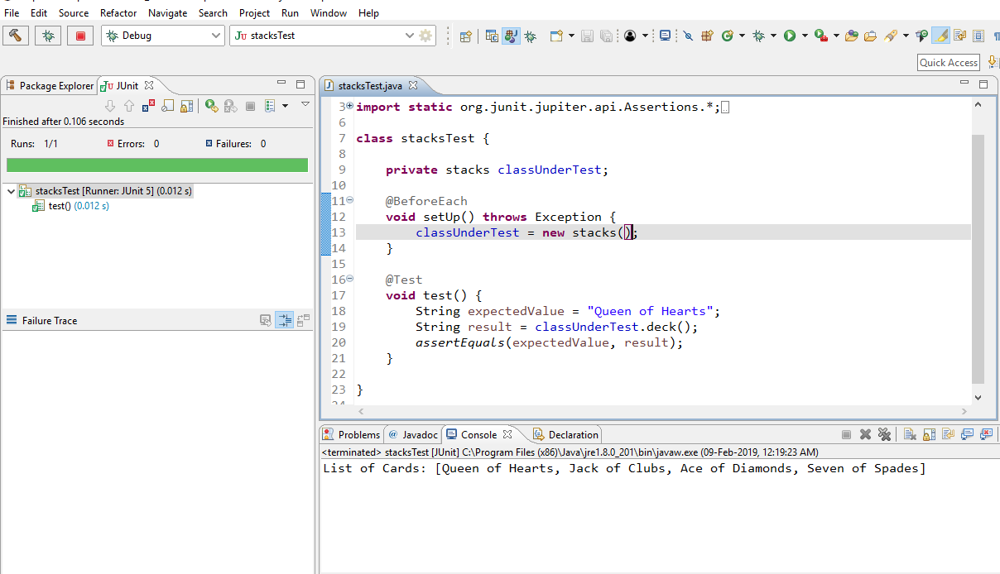 File Edit Source Refactor Navigate Search Project Run Window Help
Debug
JU stacksTest
Quick Access
Package Explorer
JU JUnit
Finished after 0.106 seconds
Runs: 1/1 Errors: 0 Failures: 0
stacksTest [Runner: JUnit 5] (0.012 s)
test() (0.012 s)
Failure Trace
stacksTest.java
3 import static org.junit.jupiter.api.Assertions.*;
6
7 class stacksTest {
8
9 private stacks classUnderTest;
10
11 @BeforeEach
12 void setUp() throws Exception {
13 classUnderTest = new stacks();
14 }
15
16 @Test
17 void test() {
18 String expectedValue = "Queen of Hearts";
19 String result = classUnderTest.deck();
20 assertEquals(expectedValue, result);
21 }
22
23 }
24
Problems @ Javadoc Console Declaration
<terminated> stacksTest [JUnit] C:\Program Files (x86)\Java\jre1.8.0_201\bin\javaw.exe (09-Feb-2019, 12:19:23 AM)
List of Cards: [Queen of Hearts, Jack of Clubs, Ace of Diamonds, Seven of Spades]